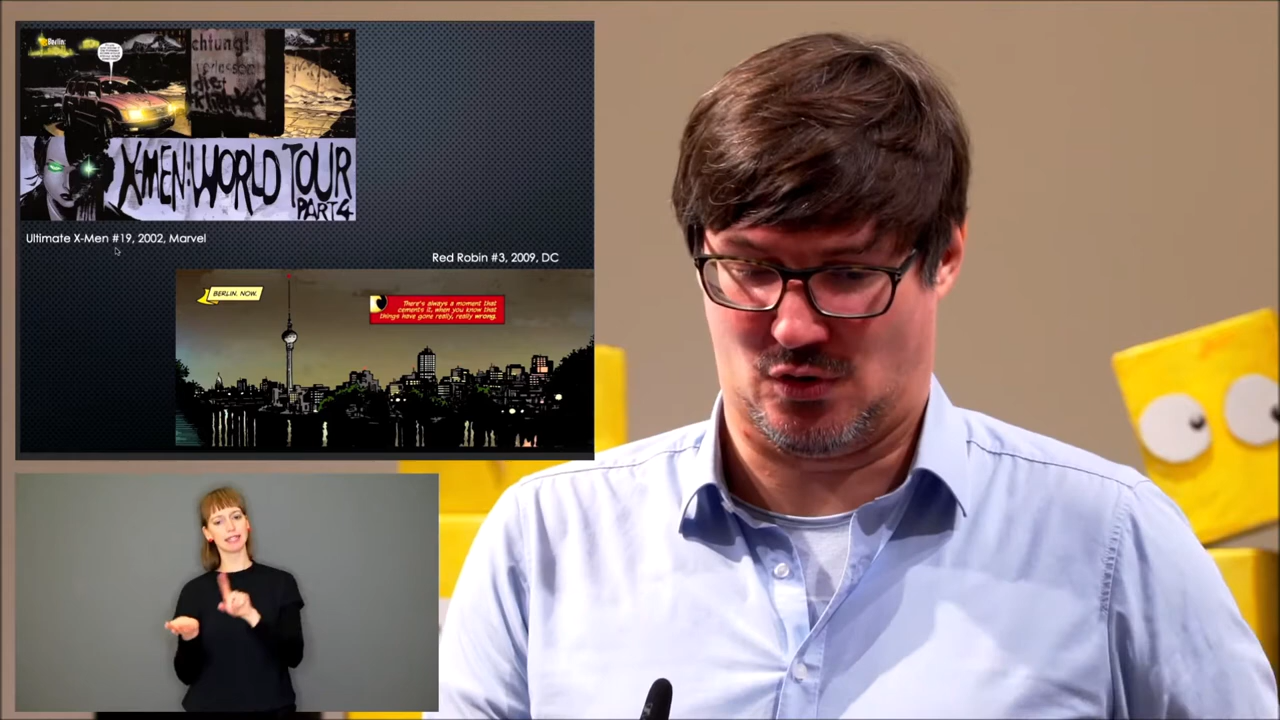 Berlin:
chtung!
verlassen
X-MEN: WORLD TOUR
PART 4
Ultimate X-Men #19, 2002, Marvel
Red Robin #3, 2009, DC
BERLIN. NOW.
There's always a moment that
cements it, when you know that
things have gone really, really wrong.